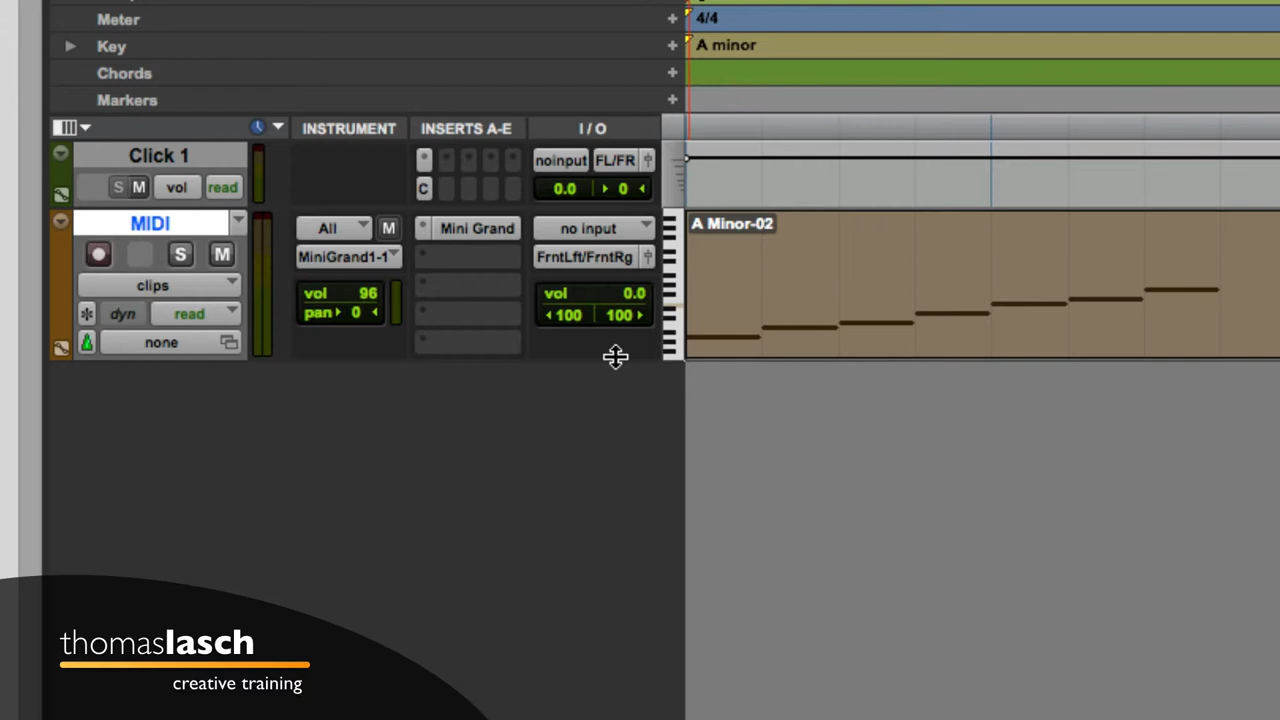 Meter
4/4
Key
A minor
Chords
Markers
INSTRUMENT
INSERTS A-E
I / O
Click 1
noinput
FL/FR
S
M
vol
read
C
0.0
0
MIDI
All
M
Mini Grand
no input
A Minor-02
S
M
MiniGrand1-1
FrntLft/FrntRg
clips
vol 96
vol 0.0
dyn
read
pan 0
100
100
none
thomaslasch
creative training